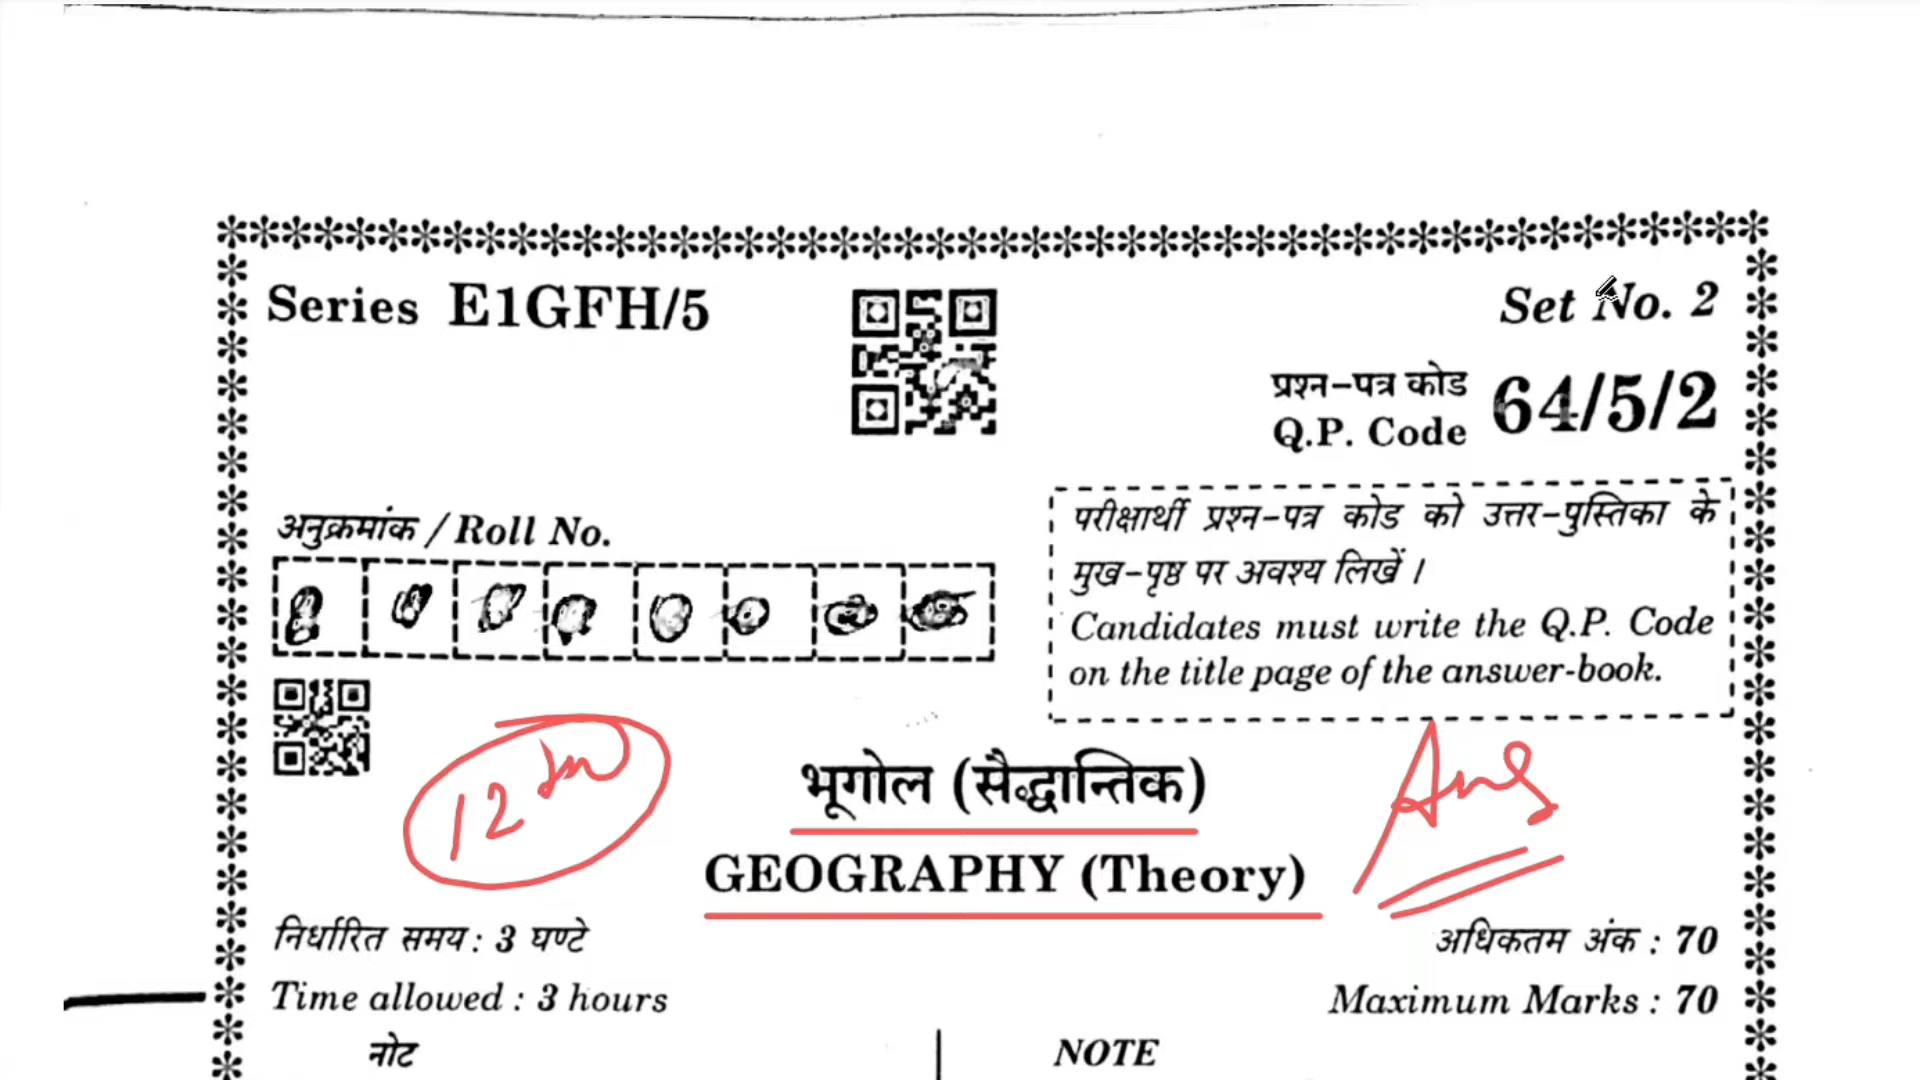 Series E1GFH/5
Set No. 2
प्रश्न-पत्र कोड
Q.P. Code 64/5/2
अनुक्रमांक / Roll No.
परीक्षार्थी प्रश्न-पत्र कोड को उत्तर-पुस्तिका के
मुख-पृष्ठ पर अवश्य लिखें ।
Candidates must write the Q.P. Code
on the title page of the answer-book.
12
Ans
भूगोल (सैद्धान्तिक)
GEOGRAPHY (Theory)
निर्धारित समय : 3 घण्टे
अधिकतम अंक : 70
Time allowed : 3 hours
Maximum Marks : 70
नोट
NOTE